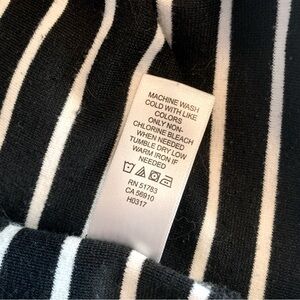 MACHINE WASH
COLD WITH LIKE
COLORS
ONLY NON-
CHLORINE BLEACH
WHEN NEEDED
TUMBLE DRY LOW
WARM IRON IF
NEEDED
RN 51783
CA 56910
H0317